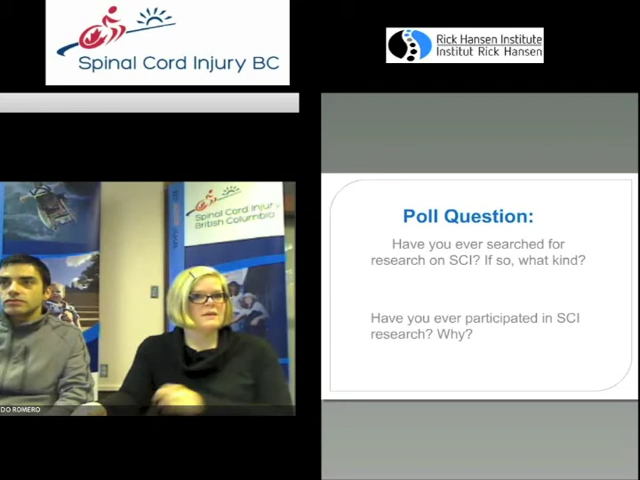 Spinal Cord Injury BC
Rick Hansen Institute
Institut Rick Hansen
Spinal Cord Injury
British Columbia
DO ROMERO
Poll Question:
Have you ever searched for
research on SCI? If so, what kind?
Have you ever participated in SCI
research? Why?